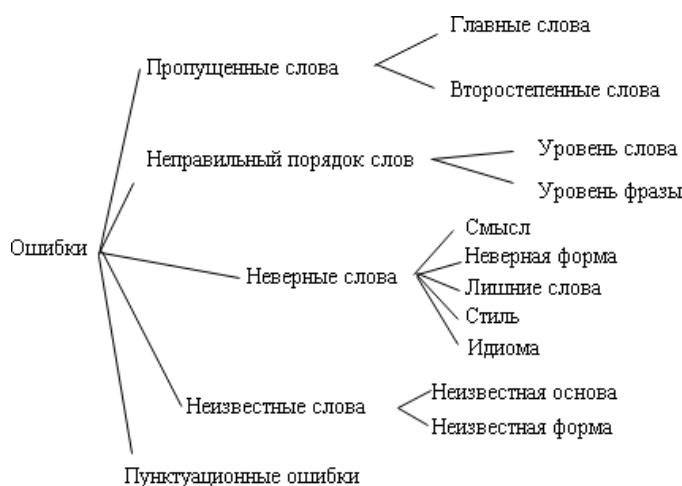 Ошибки
Пропущенные слова
Главные слова
Второстепенные слова
Неправильный порядок слов
Уровень слова
Уровень фразы
Неверные слова
Смысл
Неверная форма
Лишние слова
Стиль
Идиома
Неизвестные слова
Неизвестная основа
Неизвестная форма
Пунктуационные ошибки